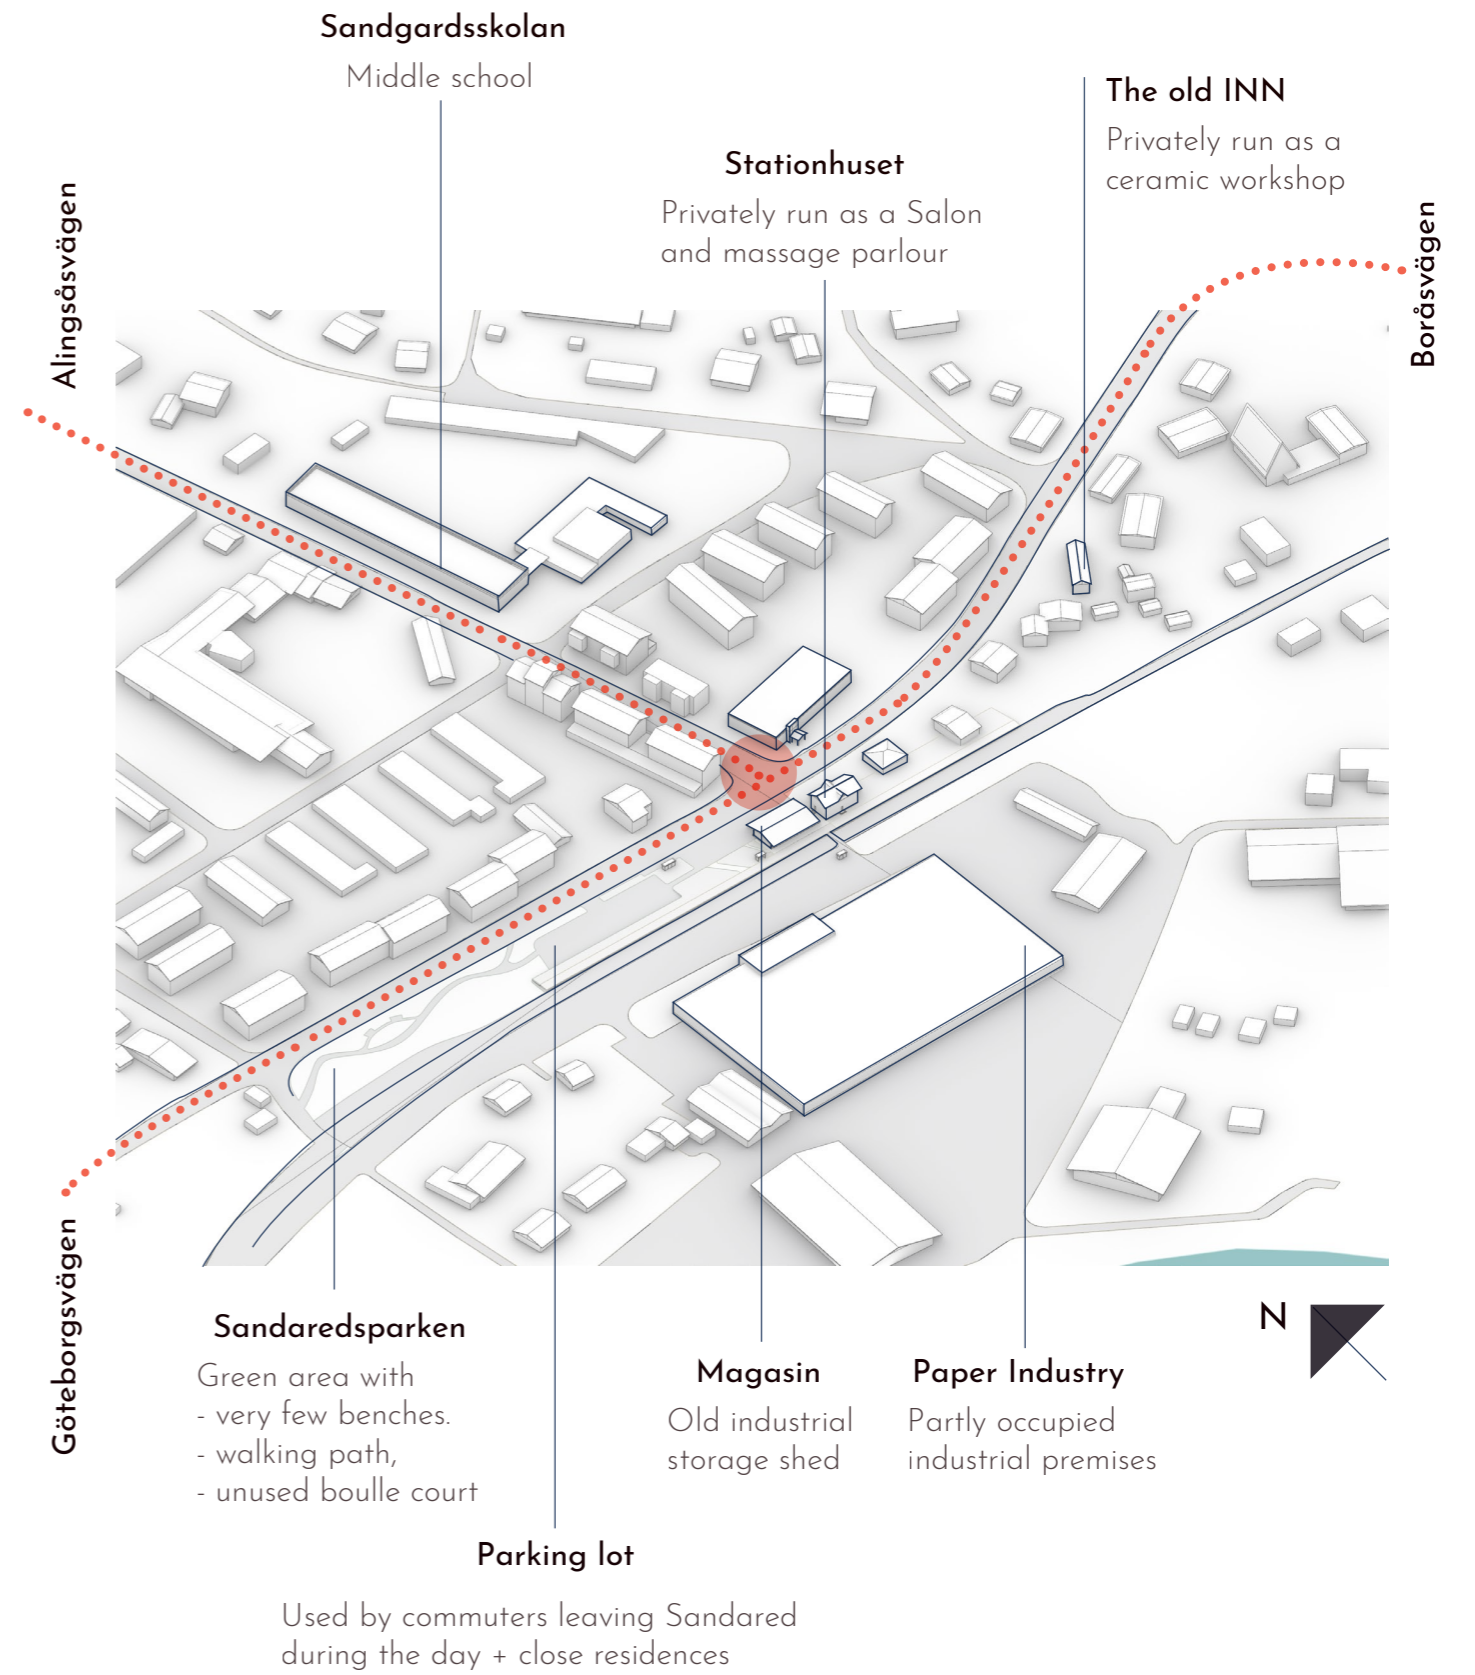 Sandgardsskolan
Middle school
The old INN
Privately run as a
ceramic workshop
Stationhuset
Privately run as a Salon
and massage parlour
Alingsåsvägen
Boråsvägen
Göteborgsvägen
N
Sandaredsparken
Green area with
- very few benches.
- walking path,
- unused boulle court
Magasin
Old industrial
storage shed
Paper Industry
Partly occupied
industrial premises
Parking lot
Used by commuters leaving Sandared
during the day + close residences